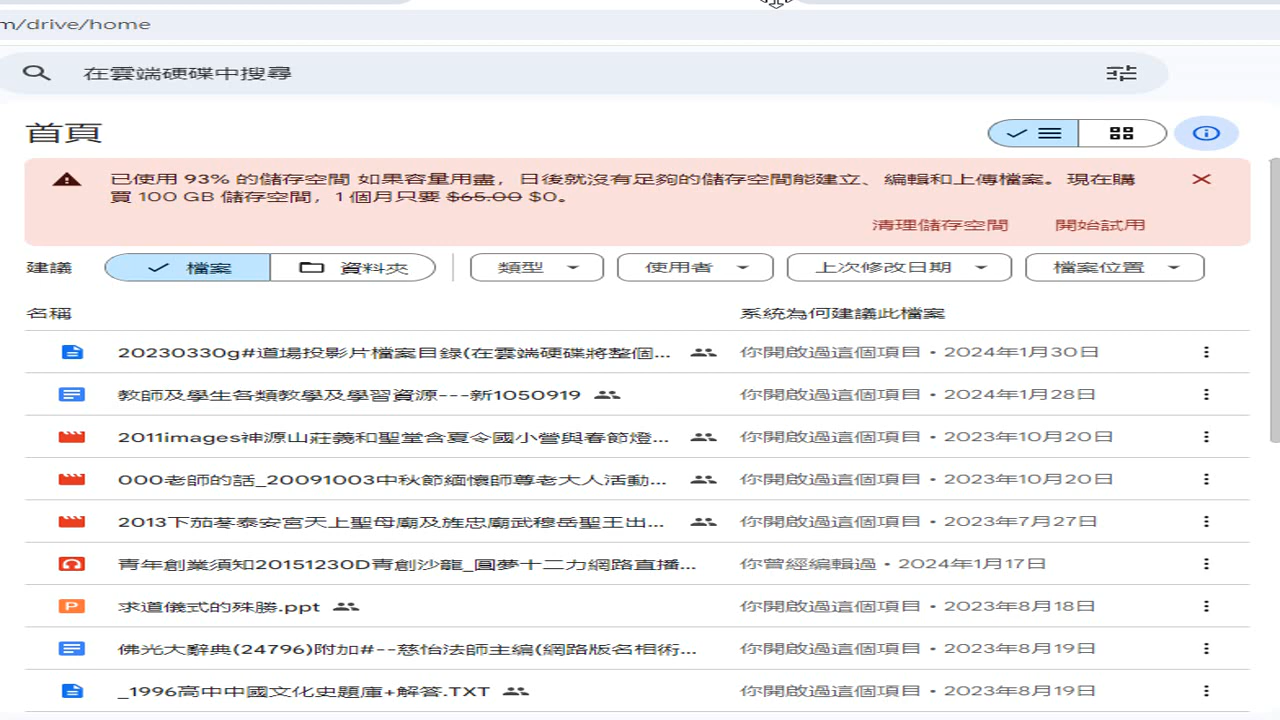 m/drive/home
在雲端硬碟中搜尋
首頁
已使用 93% 的儲存空間 如果容量用盡，日後就沒有足夠的儲存空間能建立、編輯和上傳檔案。現在購
買 100 GB 儲存空間，1 個月只要 $65.00 $0。
清理儲存空間 開始試用
建議 檔案 資料夾 類型 使用者 上次修改日期 檔案位置
名稱 系統為何建議此檔案
20230330g#道場投影片檔案目錄(在雲端硬碟將整個... 你開啟過這個項目 • 2024年1月30日
教師及學生各類教學及學習資源---新1050919 你開啟過這個項目 • 2024年1月28日
2011images神源山莊義和聖堂含夏令國小營與春節燈... 你開啟過這個項目 • 2023年10月20日
000老師的話_20091003中秋節緬懷師尊老大人活動... 你開啟過這個項目 • 2023年10月20日
2013下茄苳泰安宮天上聖母廟及旌忠廟武穆岳聖王出... 你開啟過這個項目 • 2023年7月27日
青年創業須知20151230D青創沙龍_圓夢十二力網路直播... 你曾經編輯過 • 2024年1月17日
求道儀式的殊勝.ppt 你開啟過這個項目 • 2023年8月18日
佛光大辭典(24796)附加#--慈怡法師主編(網路版名相術... 你開啟過這個項目 • 2023年8月19日
_1996高中中國文化史題庫+解答.TXT 你開啟過這個項目 • 2023年8月19日